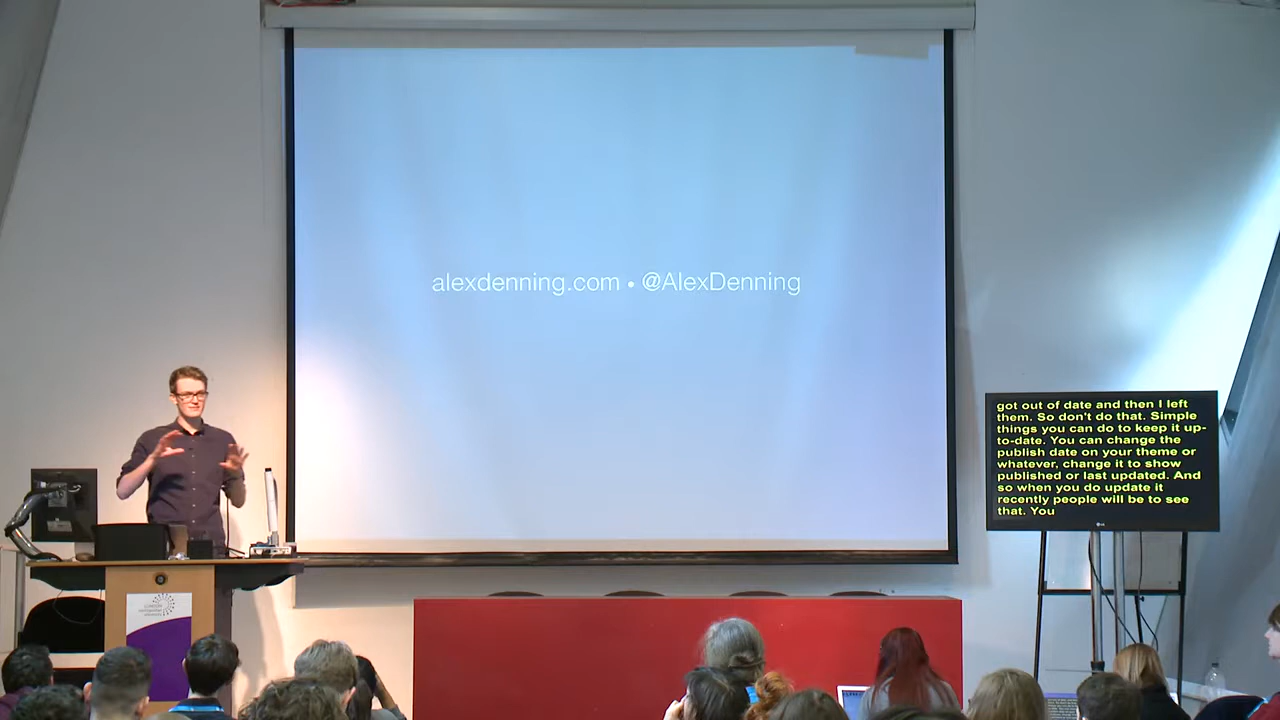 alexdenning.com • @AlexDenning
got out of date and then I left
them. So don't do that. Simple
things you can do to keep it up-
to-date. You can change the
publish date on your theme or
whatever, change it to show
published or last updated. And
so when you do update it
recently people will be to see
that. You
LG